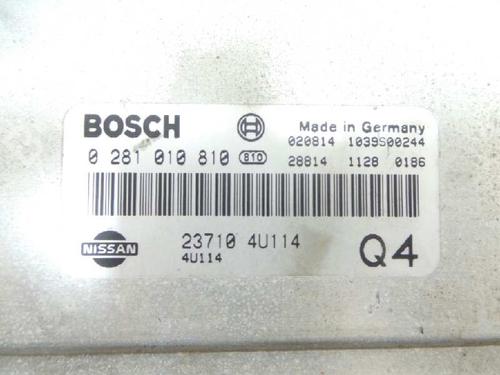 BOSCH
Made in Germany
020814 1039S00244
0 281 010 810 810
28814 1128 0186
NISSAN
23710 4U114
4U114
Q4